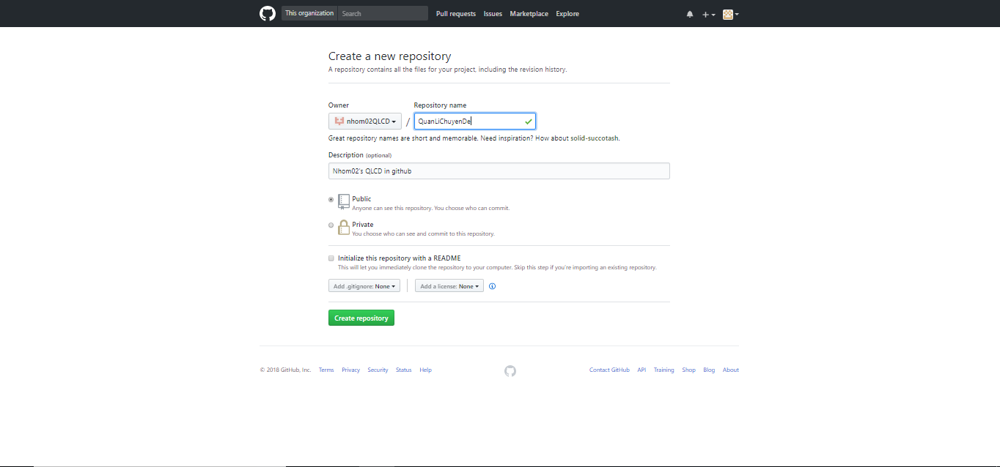 This organization Search Pull requests Issues Marketplace Explore
Create a new repository
A repository contains all the files for your project, including the revision history.
Owner Repository name
nhom02QLCD / QuanLiChuyenDe
Great repository names are short and memorable. Need inspiration? How about solid-succotash.
Description (optional)
Nhom02's QLCD in github
Public
Anyone can see this repository. You choose who can commit.
Private
You choose who can see and commit to this repository.
Initialize this repository with a README
This will let you immediately clone the repository to your computer. Skip this step if you're importing an existing repository.
Add .gitignore: None Add a license: None
Create repository
© 2018 GitHub, Inc. Terms Privacy Security Status Help Contact GitHub API Training Shop Blog About